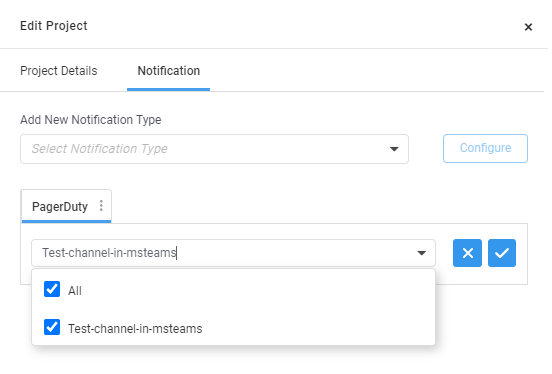 Edit Project
×
Project Details
Notification
Add New Notification Type
Select Notification Type
Configure
PagerDuty
Test-channel-in-msteams
All
Test-channel-in-msteams